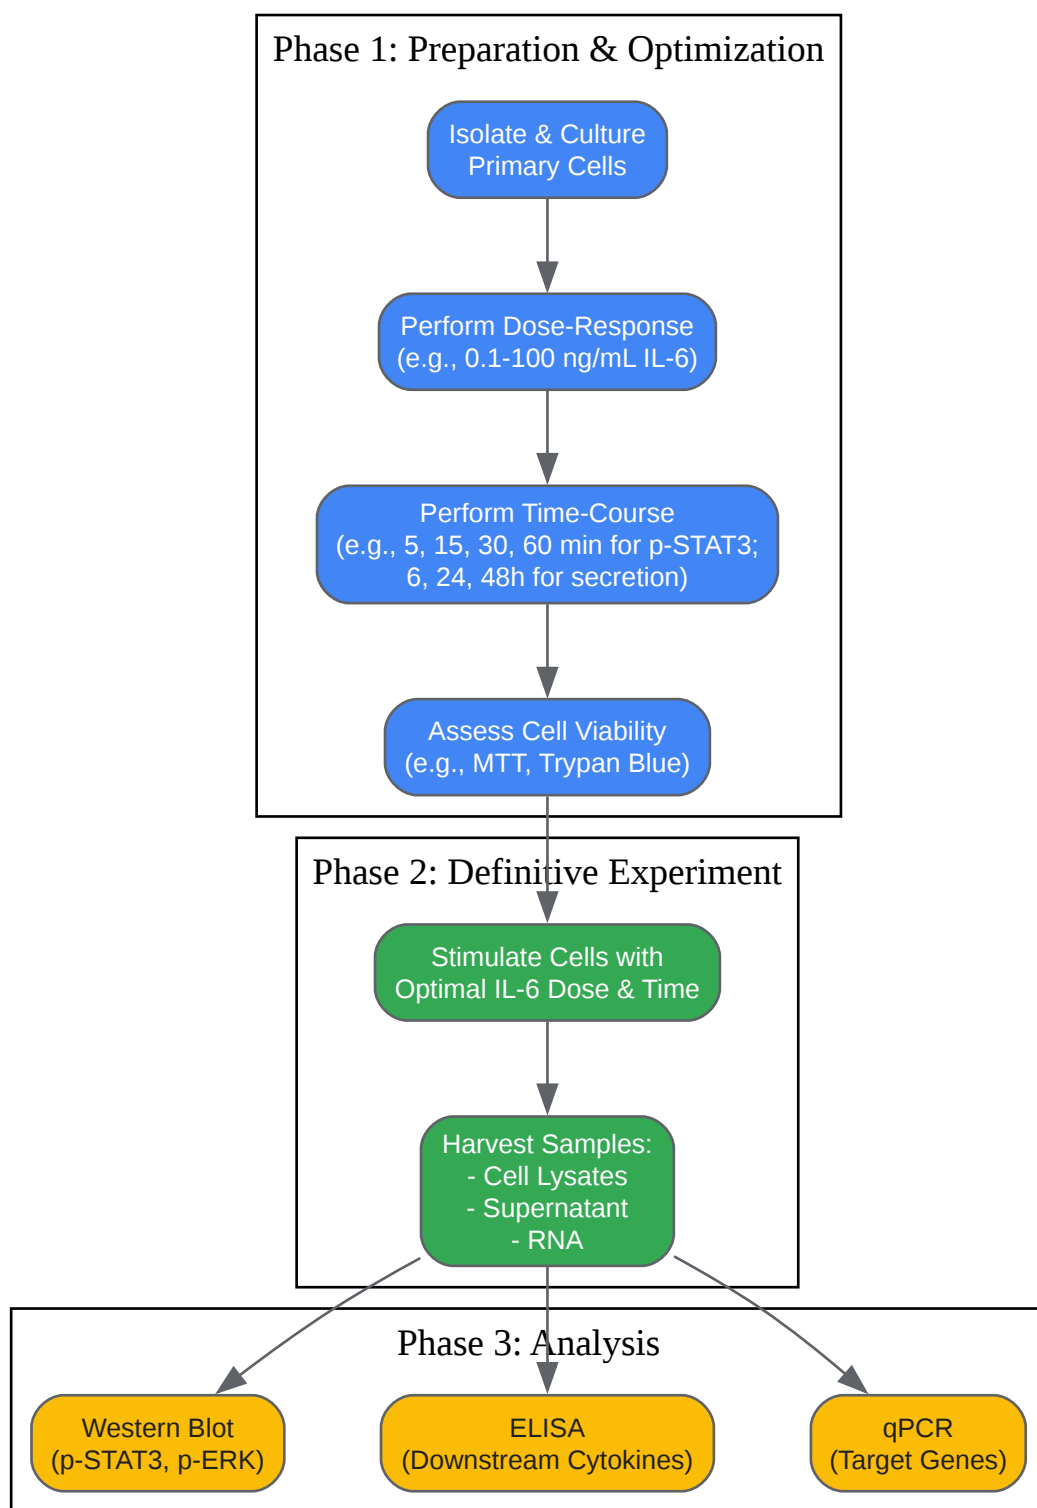 Phase 1: Preparation & Optimization
Isolate & Culture
Primary Cells
Perform Dose-Response
(e.g., 0.1-100 ng/mL IL-6)
Perform Time-Course
(e.g., 5, 15, 30, 60 min for p-STAT3;
6, 24, 48h for secretion)
Assess Cell Viability
(e.g., MTT, Trypan Blue)
Phase 2: Definitive Experiment
Stimulate Cells with
Optimal IL-6 Dose & Time
Harvest Samples:
- Cell Lysates
- Supernatant
- RNA
Phase 3: Analysis
Western Blot
(p-STAT3, p-ERK)
ELISA
(Downstream Cytokines)
qPCR
(Target Genes)